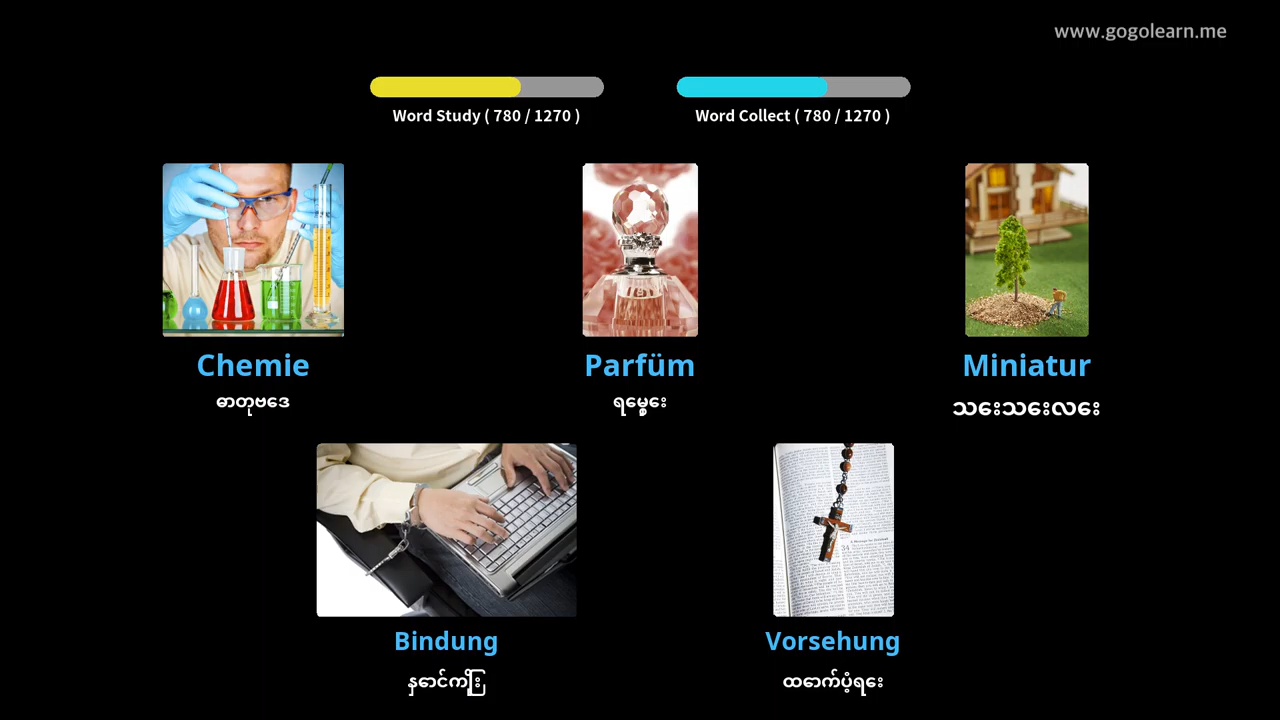 www.gogolearn.me
Word Study ( 780 / 1270 )
Word Collect ( 780 / 1270 )
Chemie
Parfüm
Miniatur
ဓာတုဗဒေ
ရမွှေေး
သးေသးေလးေ
Bindung
Vorsehung
နှောင်ကြိုး
ထောက်ပံ့ရးေ